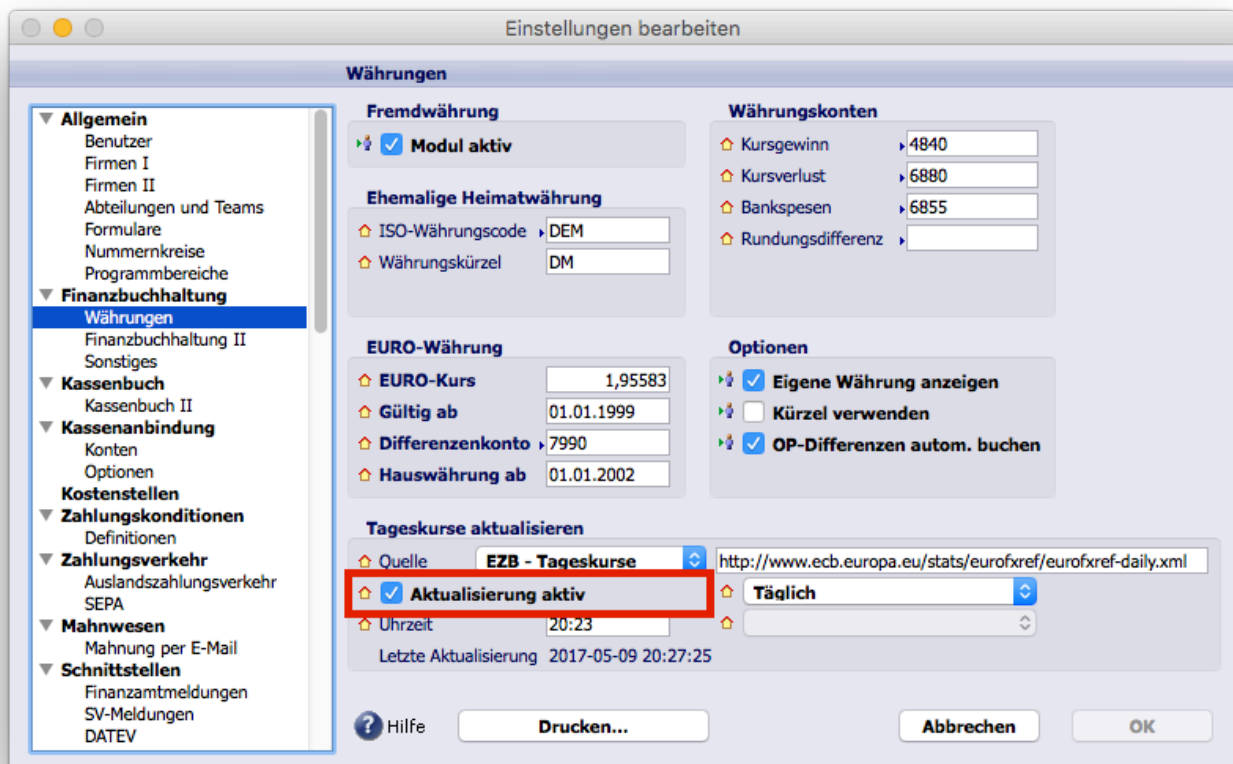 Einstellungen bearbeiten
Währungen
Allgemein
Benutzer
Firmen I
Firmen II
Abteilungen und Teams
Formulare
Nummernkreise
Programmbereiche
Finanzbuchhaltung
Währungen
Finanzbuchhaltung II
Sonstiges
Kassenbuch
Kassenbuch II
Kassenanbindung
Konten
Optionen
Kostenstellen
Zahlungskonditionen
Definitionen
Zahlungsverkehr
Auslandszahlungsverkehr
SEPA
Mahnwesen
Mahnung per E-Mail
Schnittstellen
Finanzamtmeldungen
SV-Meldungen
DATEV
Fremdwährung
Modul aktiv
Ehemalige Heimatwährung
ISO-Währungscode DEM
Währungskürzel DM
Währungskonten
Kursgewinn 4840
Kursverlust 6880
Bankspesen 6855
Rundungsdifferenz
EURO-Währung
EURO-Kurs 1,95583
Gültig ab 01.01.1999
Differenzenkonto 7990
Hauswährung ab 01.01.2002
Optionen
Eigene Währung anzeigen
Kürzel verwenden
OP-Differenzen autom. buchen
Tageskurse aktualisieren
Quelle EZB - Tageskurse http://www.ecb.europa.eu/stats/eurofxref/eurofxref-daily.xml
Aktualisierung aktiv Täglich
Uhrzeit 20:23
Letzte Aktualisierung 2017-05-09 20:27:25
? Hilfe Drucken... Abbrechen OK